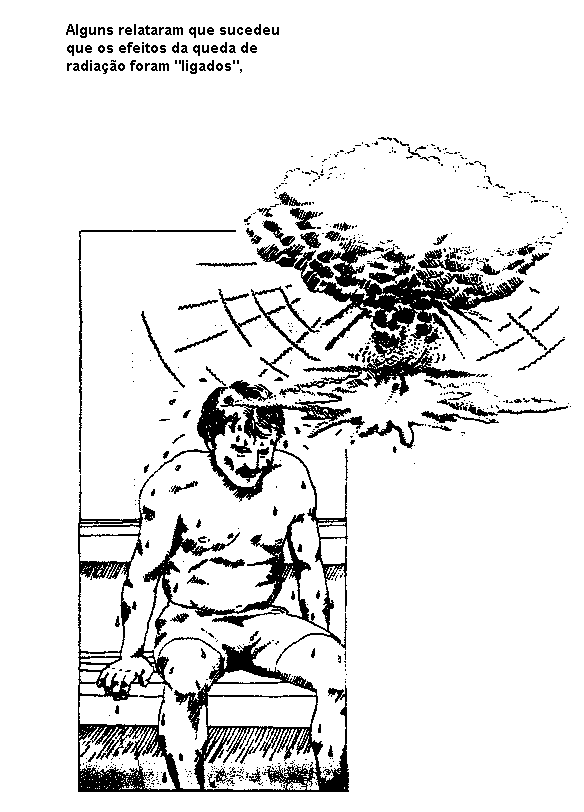 Alguns relataram que sucedeu
que os efeitos da queda de
radiação foram "ligados",